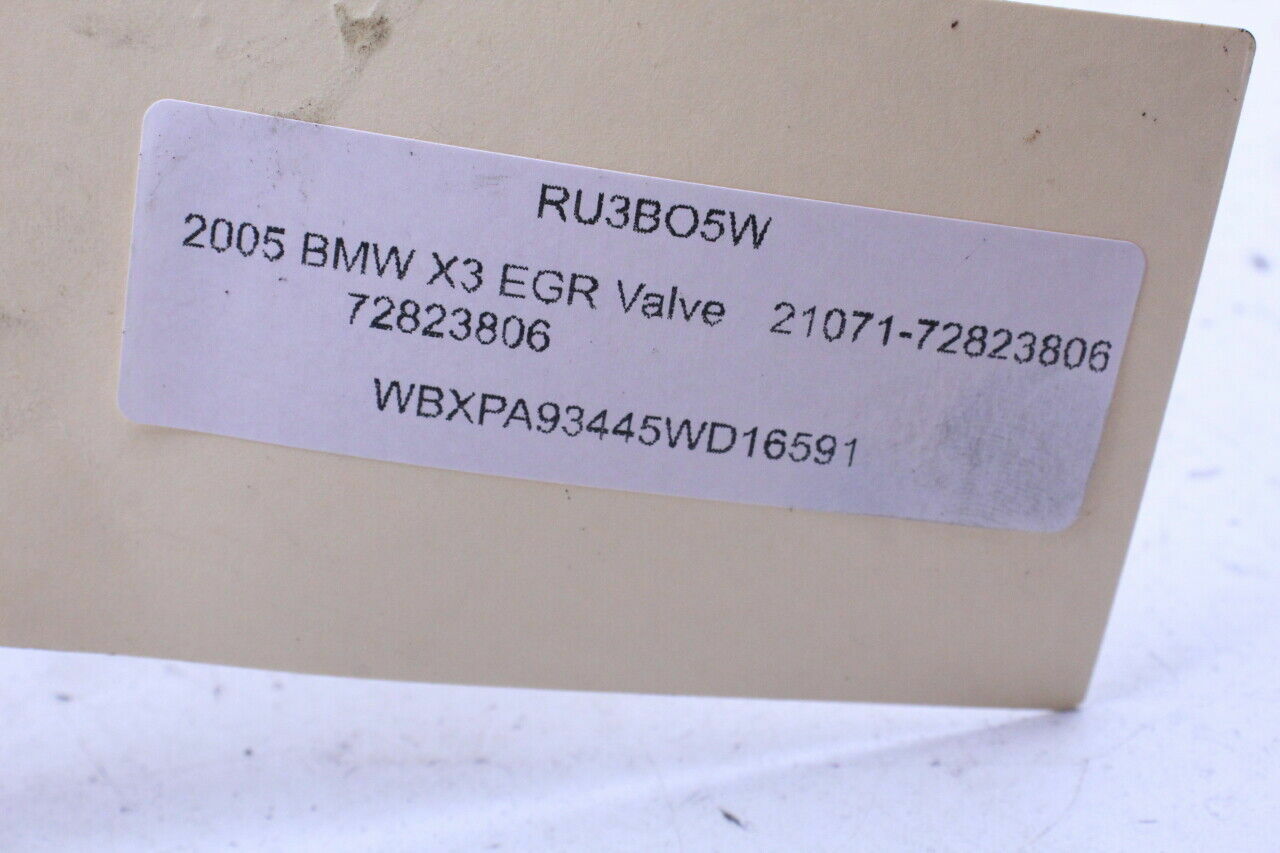 RU3BO5W
2005 BMW X3 EGR Valve 21071-72823806
72823806
WBXPA93445WD16591